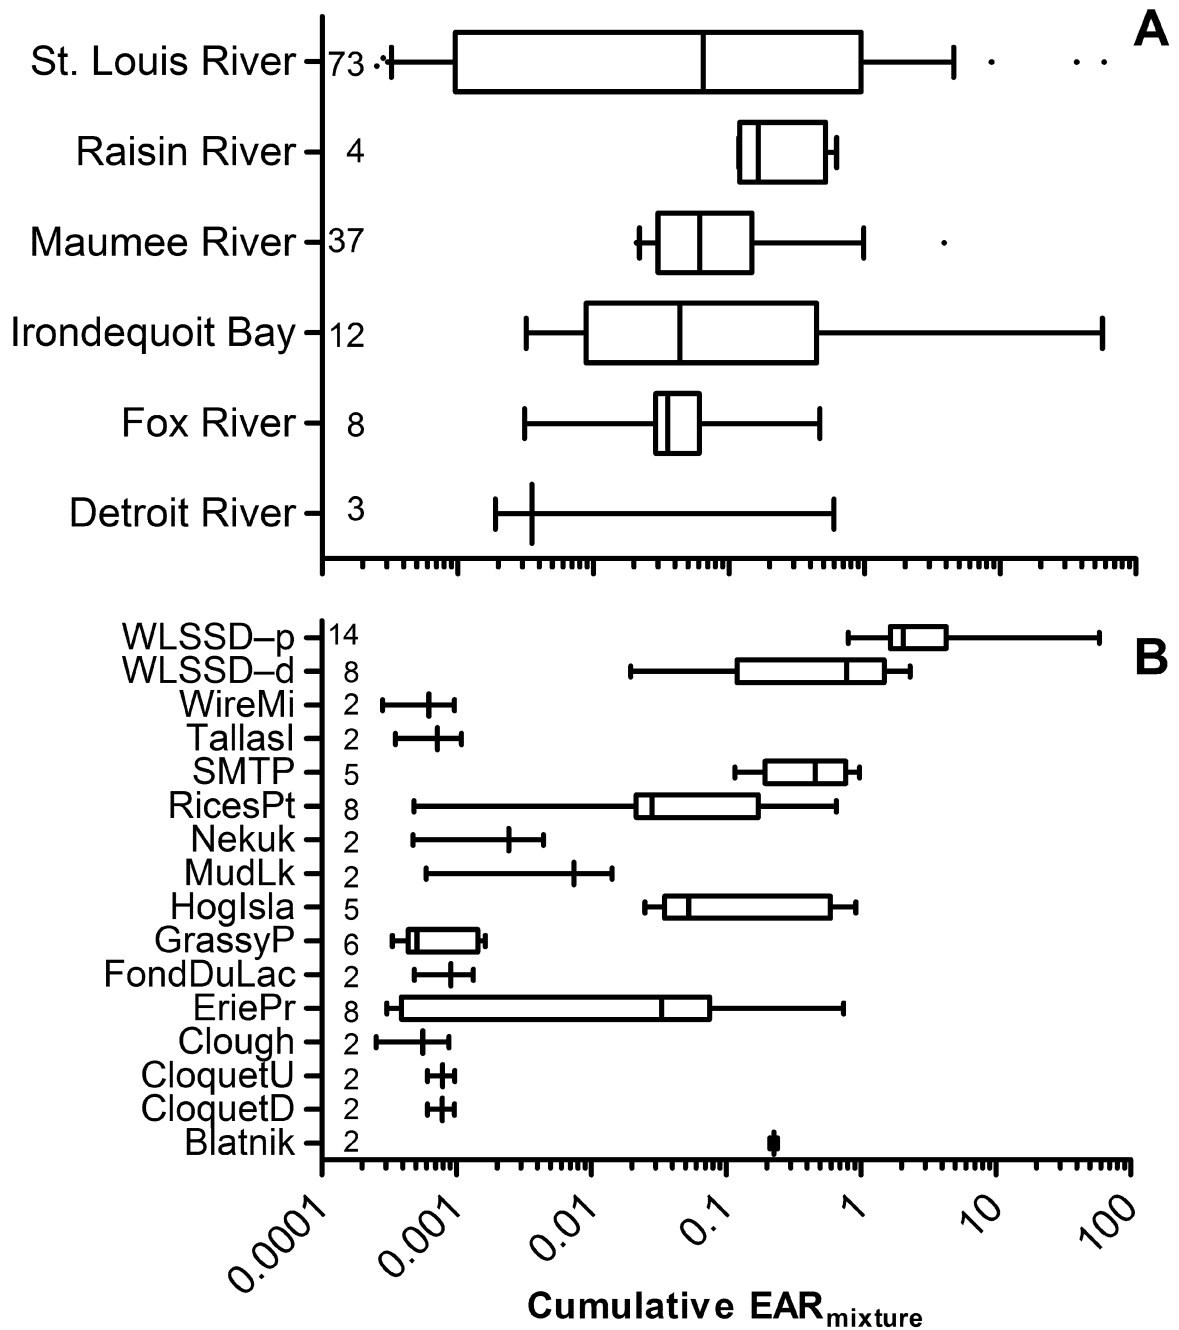 A
St. Louis River 73
Raisin River 4
Maumee River 37
Irondequoit Bay 12
Fox River 8
Detroit River 3
B
WLSSD–p 14
WLSSD–d 8
WireMi 2
TallasI 2
SMTP 5
RicesPt 8
Nekuk 2
MudLk 2
HogIsla 5
GrassyP 6
FondDuLac 2
EriePr 8
Clough 2
CloquetU 2
CloquetD 2
Blatnik 2
0.0001 0.001 0.01 0.1 1 10 100
Cumulative EARmixture